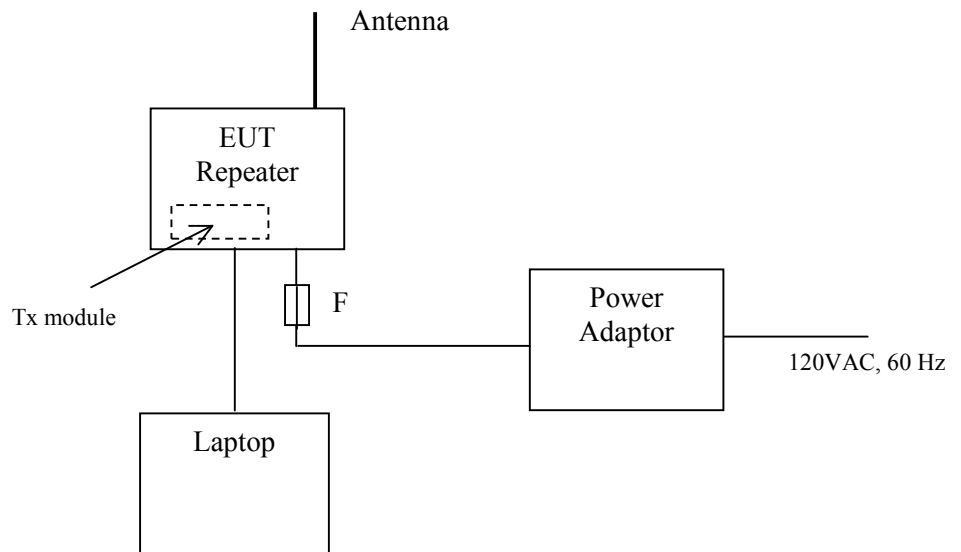 Antenna
EUT
Repeater
Tx module
F
Power
Adaptor
120VAC, 60 Hz
Laptop